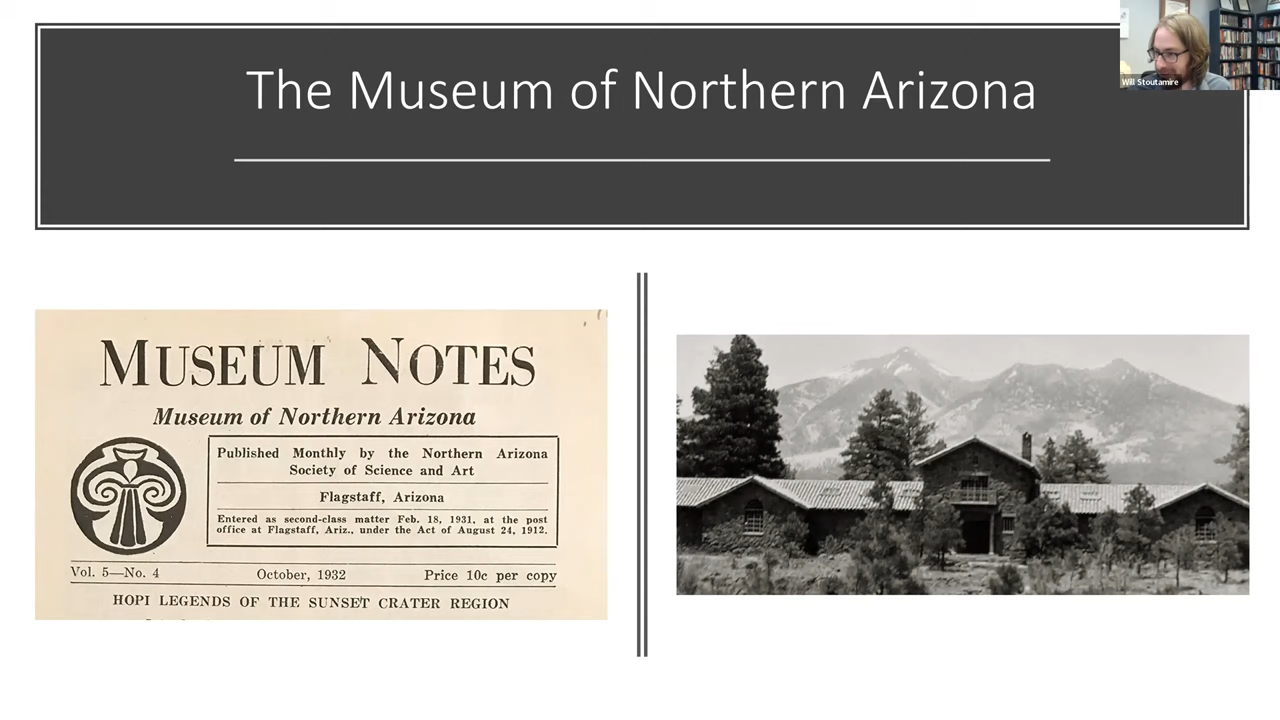 The Museum of Northern Arizona
Will Stoutamire
MUSEUM NOTES
Museum of Northern Arizona
Published Monthly by the Northern Arizona
Society of Science and Art
Flagstaff, Arizona
Entered as second-class matter Feb. 18, 1931, at the post
office at Flagstaff, Ariz., under the Act of August 24, 1912.
Vol. 5—No. 4 October, 1932 Price 10c per copy
HOPI LEGENDS OF THE SUNSET CRATER REGION